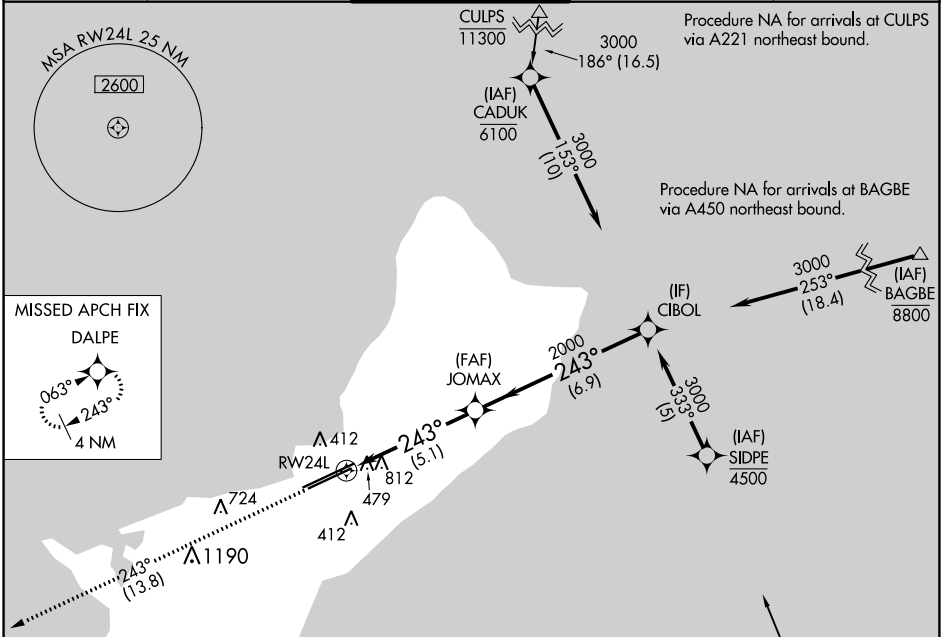 MSA RW24L 25 NM
2600
CULPS
11300
3000
186° (16.5)
Procedure NA for arrivals at CULPS
via A221 northeast bound.
(IAF)
CADUK
6100
3000
153°
(10)
Procedure NA for arrivals at BAGBE
via A450 northeast bound.
3000
253°
(18.4)
(IAF)
BAGBE
8800
(IF)
CIBOL
MISSED APCH FIX
DALPE
063°
243°
4 NM
2000
243°
(6.9)
(FAF)
JOMAX
3000
333°
(5)
(IAF)
SIDPE
4500
243°
(5.1)
412
RW24L
812
479
724
412
1190
243°
(13.8)